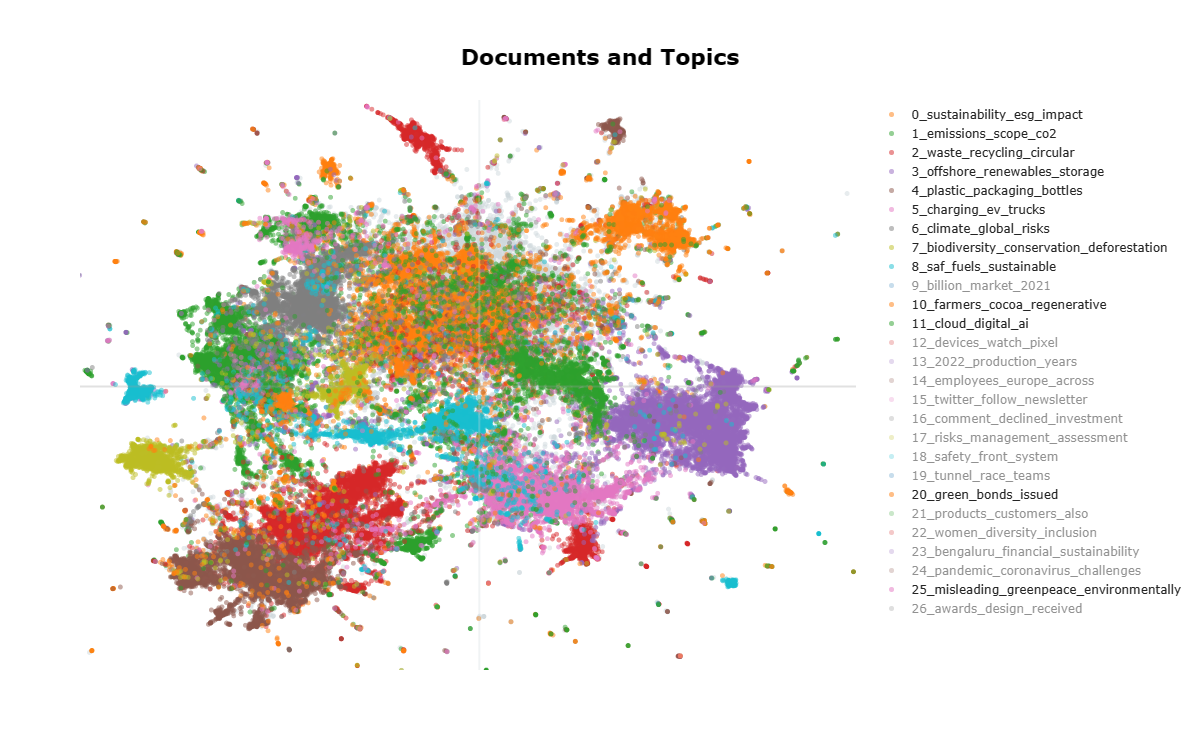 Documents and Topics
0_sustainability_esg_impact
1_emissions_scope_co2
2_waste_recycling_circular
3_offshore_renewables_storage
4_plastic_packaging_bottles
5_charging_ev_trucks
6_climate_global_risks
7_biodiversity_conservation_deforestation
8_saf_fuels_sustainable
9_billion_market_2021
10_farmers_cocoa_regenerative
11_cloud_digital_ai
12_devices_watch_pixel
13_2022_production_years
14_employees_europe_across
15_twitter_follow_newsletter
16_comment_declined_investment
17_risks_management_assessment
18_safety_front_system
19_tunnel_race_teams
20_green_bonds_issued
21_products_customers_also
22_women_diversity_inclusion
23_bengaluru_financial_sustainability
24_pandemic_coronavirus_challenges
25_misleading_greenpeace_environmentally
26_awards_design_received